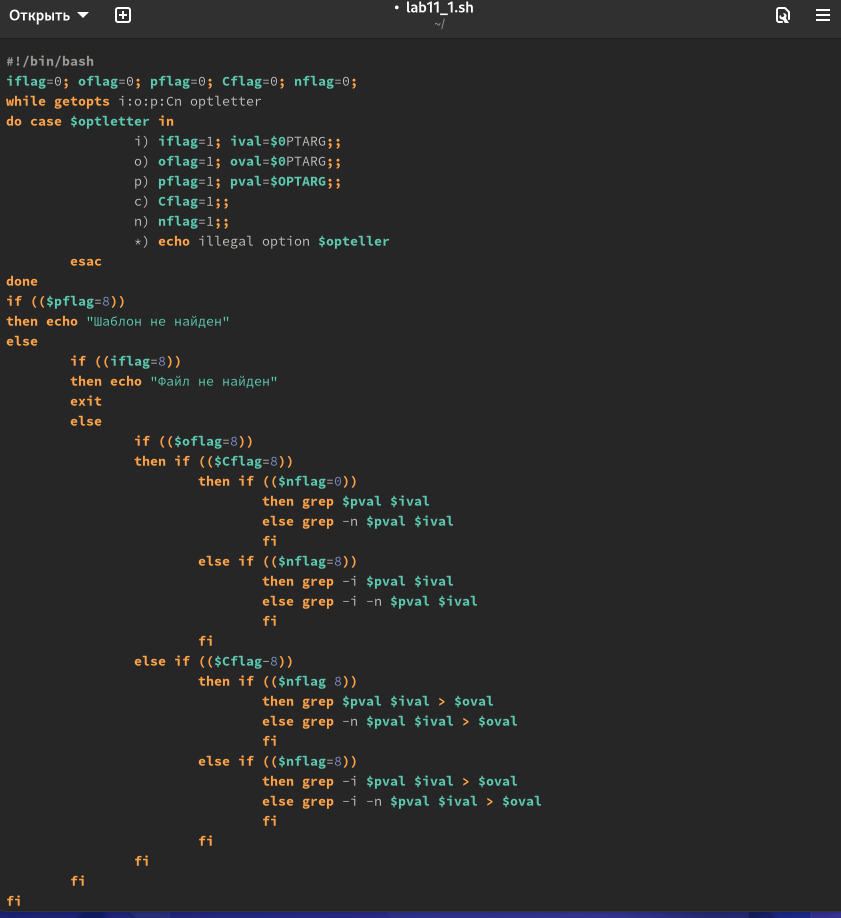 Открыть
• lab11_1.sh
~/
#!/bin/bash
iflag=0; oflag=0; pflag=0; Cflag=0; nflag=0;
while getopts i:o:p:Cn optletter
do case $optletter in
                i) iflag=1; ival=$0PTARG;;
                o) oflag=1; oval=$0PTARG;;
                p) pflag=1; pval=$OPTARG;;
                c) Cflag=1;;
                n) nflag=1;;
                *) echo illegal option $opteller
        esac
done
if (($pflag=8))
then echo "Шаблон не найден"
else
        if ((iflag=8))
        then echo "Файл не найден"
        exit
        else
                if (($oflag=8))
                then if (($Cflag=8))
                        then if (($nflag=0))
                                then grep $pval $ival
                                else grep -n $pval $ival
                                fi
                        else if (($nflag=8))
                                then grep -i $pval $ival
                                else grep -i -n $pval $ival
                                fi
                        fi
                else if (($Cflag-8))
                        then if (($nflag 8))
                                then grep $pval $ival > $oval
                                else grep -n $pval $ival > $oval
                                fi
                        else if (($nflag=8))
                                then grep -i $pval $ival > $oval
                                else grep -i -n $pval $ival > $oval
                                fi
                        fi
                fi
        fi
fi